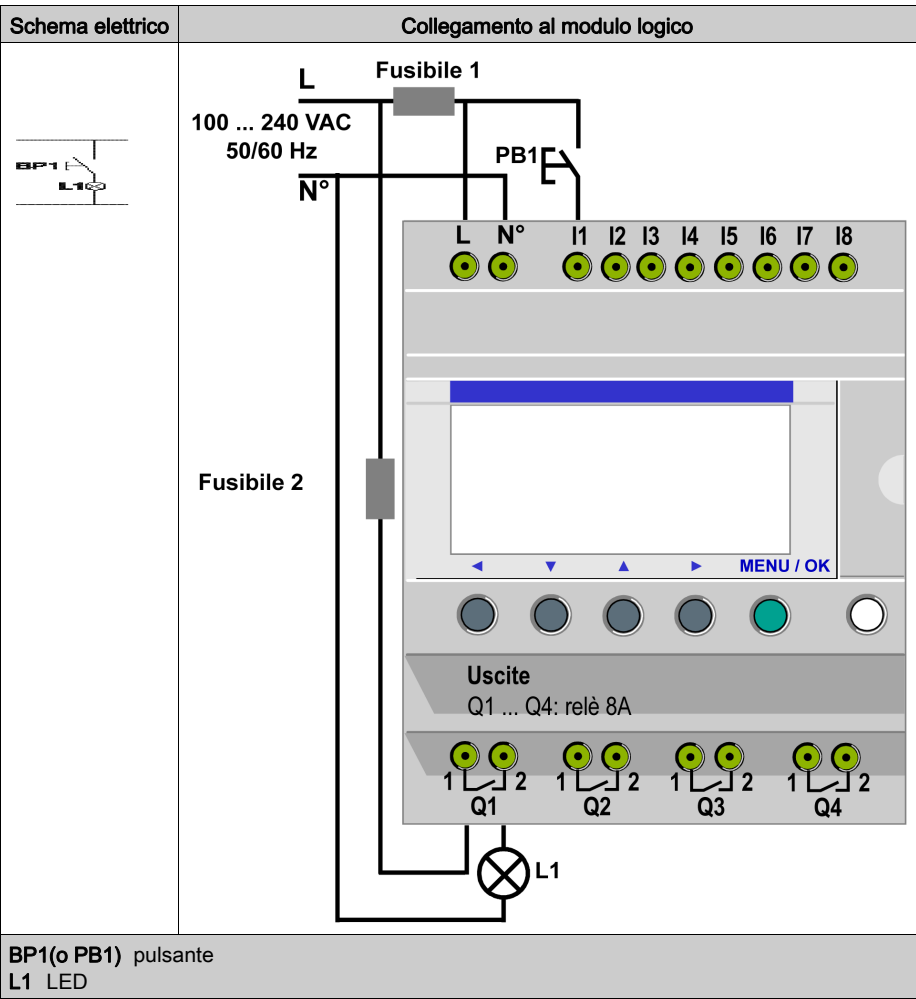 Schema elettrico
Collegamento al modulo logico
BP1
L1
L
Fusibile 1
100 ... 240 VAC
50/60 Hz
PB1
N°
L N° I1 I2 I3 I4 I5 I6 I7 I8
Fusibile 2
MENU / OK
Uscite
Q1 ... Q4: relè 8A
1 2 1 2 1 2 1 2
Q1 Q2 Q3 Q4
L1
BP1(o PB1) pulsante
L1 LED